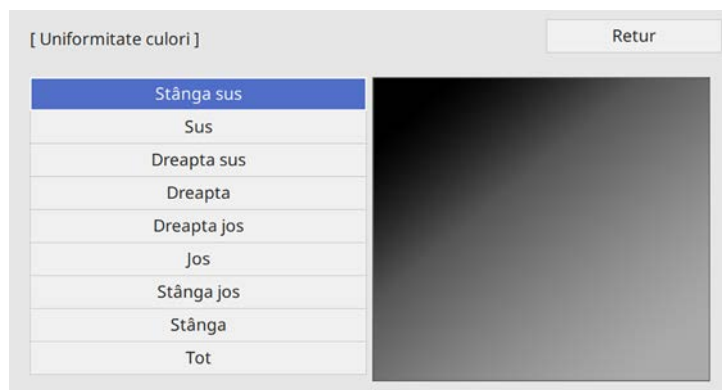 [ Uniformitate culori ]
Retur
Stânga sus
Sus
Dreapta sus
Dreapta
Dreapta jos
Jos
Stânga jos
Stânga
Tot